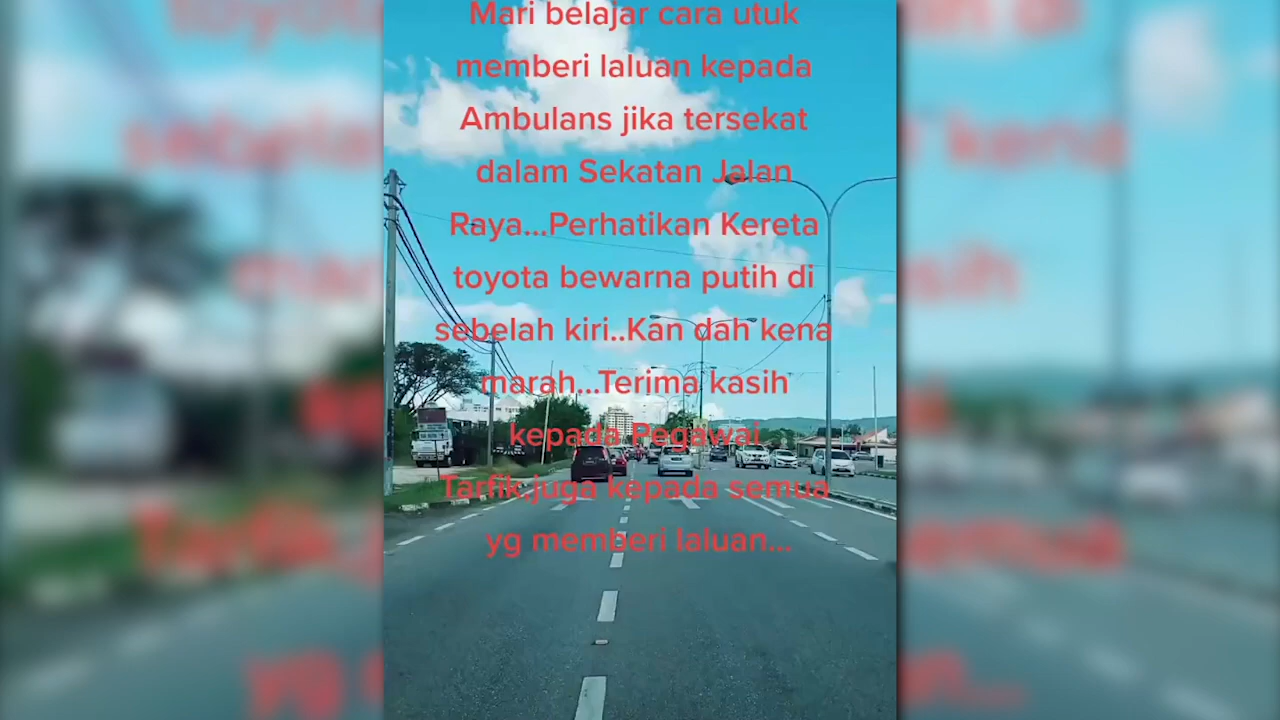 Mari belajar cara utuk
memberi laluan kepada
Ambulans jika tersekat
dalam Sekatan Jalan
Raya...Perhatikan Kereta
toyota bewarna putih di
sebelah kiri..Kan dah kena
marah...Terima kasih
kepada Pegawai
Tarfik.juga kepada semua
yg memberi laluan...